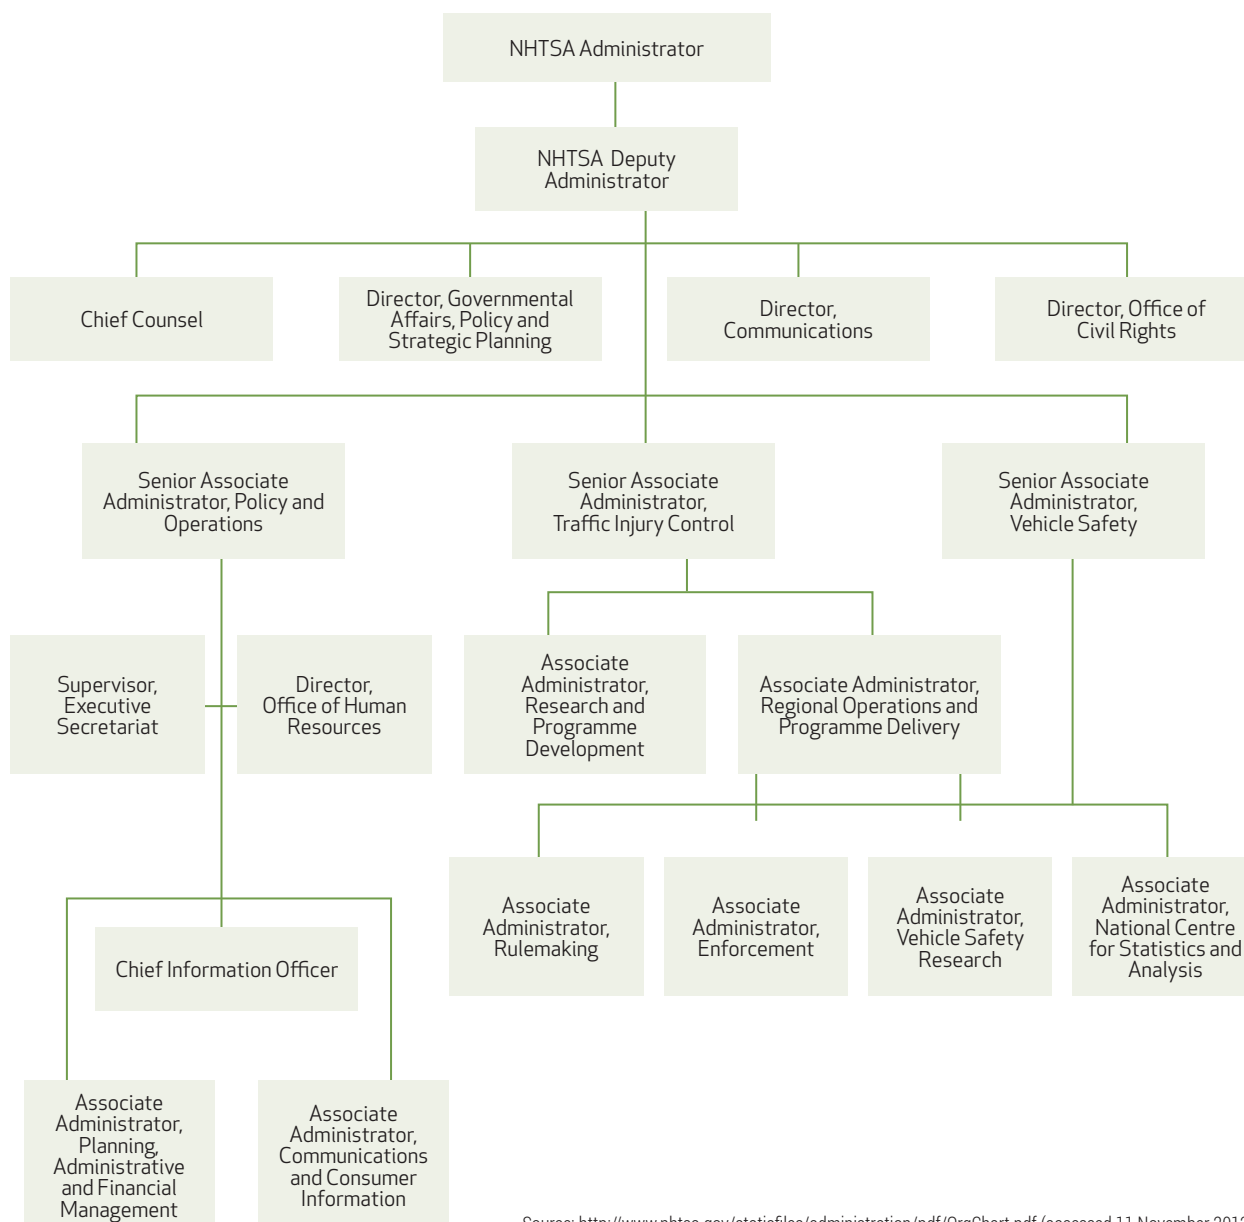 NHTSA Administrator
NHTSA Deputy
Administrator
Chief Counsel
Director, Governmental
Affairs, Policy and
Strategic Planning
Director,
Communications
Director, Office of
Civil Rights
Senior Associate
Administrator, Policy and
Operations
Senior Associate
Administrator,
Traffic Injury Control
Senior Associate
Administrator,
Vehicle Safety
Supervisor,
Executive
Secretariat
Director,
Office of Human
Resources
Associate
Administrator,
Research and
Programme
Development
Associate Administrator,
Regional Operations and
Programme Delivery
Associate
Administrator,
Rulemaking
Associate
Administrator,
Enforcement
Associate
Administrator,
Vehicle Safety
Research
Associate
Administrator,
National Centre
for Statistics and
Analysis
Chief Information Officer
Associate
Administrator,
Planning,
Administrative
and Financial
Management
Associate
Administrator,
Communications
and Consumer
Information